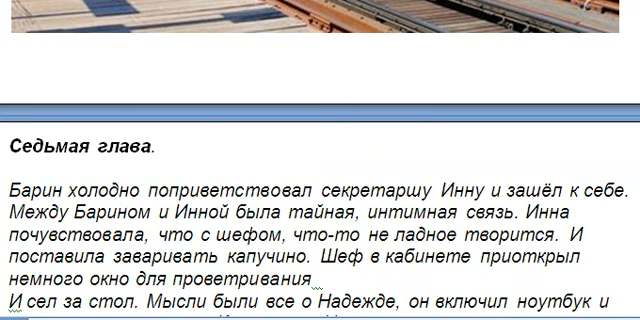 Седьмая глава.
Барин холодно поприветствовал секретаршу Инну и зашёл к себе.
Между Барином и Инной была тайная, интимная связь. Инна
почувствовала, что с шефом, что-то не ладное творится. И
поставила заваривать капучино. Шеф в кабинете приоткрыл
немного окно для проветривания
И сел за стол. Мысли были все о Надежде, он включил ноутбук и